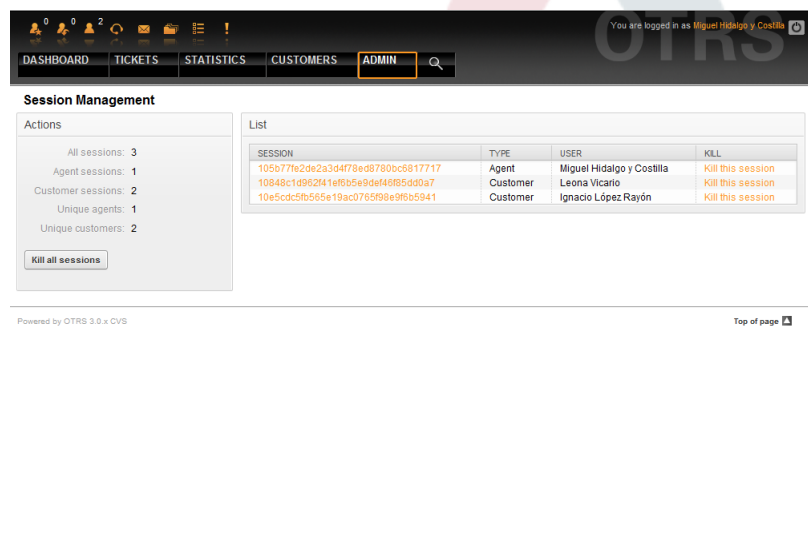 0 0 2 !
You are logged in as Miguel Hidalgo y Costilla
OTRS
DASHBOARD TICKETS STATISTICS CUSTOMERS ADMIN
Session Management
Actions
All sessions: 3
Agent sessions: 1
Customer sessions: 2
Unique agents: 1
Unique customers: 2
Kill all sessions
List
SESSION TYPE USER KILL
105b77fe2de2a3d4f78ed8780bc6817717 Agent Miguel Hidalgo y Costilla Kill this session
10848c1d962f41ef6b5e9def46f85dd0a7 Customer Leona Vicario Kill this session
10e5cdc5fb565e19ac0765f98e9f6b5941 Customer Ignacio López Rayón Kill this session
Powered by OTRS 3.0.x CVS
Top of page